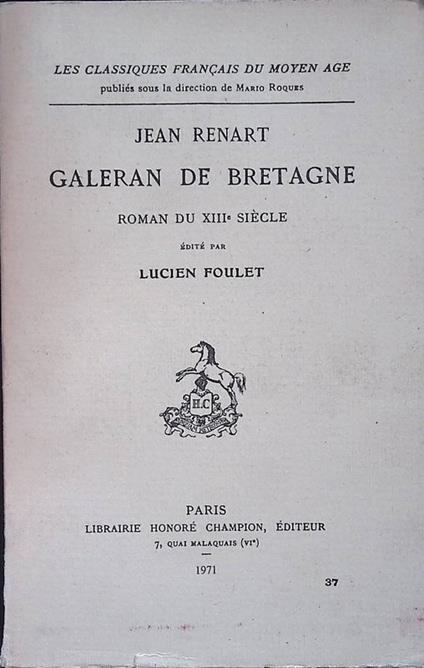 LES CLASSIQUES FRANÇAIS DU MOYEN AGE
publiés sous la direction de MARIO ROQUES
JEAN RENART
GALERAN DE BRETAGNE
ROMAN DU XIIIe SIÈCLE
ÉDITÉ PAR
LUCIEN FOULET
H.C
PARIS
LIBRAIRIE HONORÉ CHAMPION, ÉDITEUR
7, QUAI MALAQUAIS (VIe)
1971
37